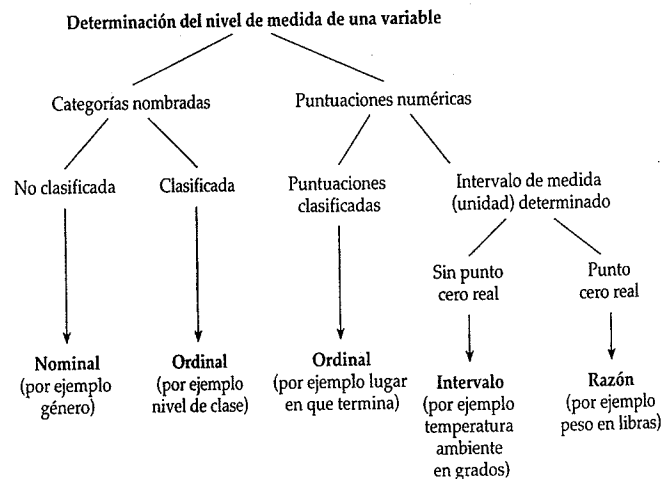 Determinación del nivel de medida de una variable
Categorías nombradas
Puntuaciones numéricas
No clasificada
Clasificada
Puntuaciones
clasificadas
Intervalo de medida
(unidad) determinado
Sin punto
cero real
Punto
cero real
Nominal
(por ejemplo
género)
Ordinal
(por ejemplo
nivel de clase)
Ordinal
(por ejemplo lugar
en que termina)
Intervalo
(por ejemplo
temperatura
ambiente
en grados)
Razón
(por ejemplo
peso en libras)